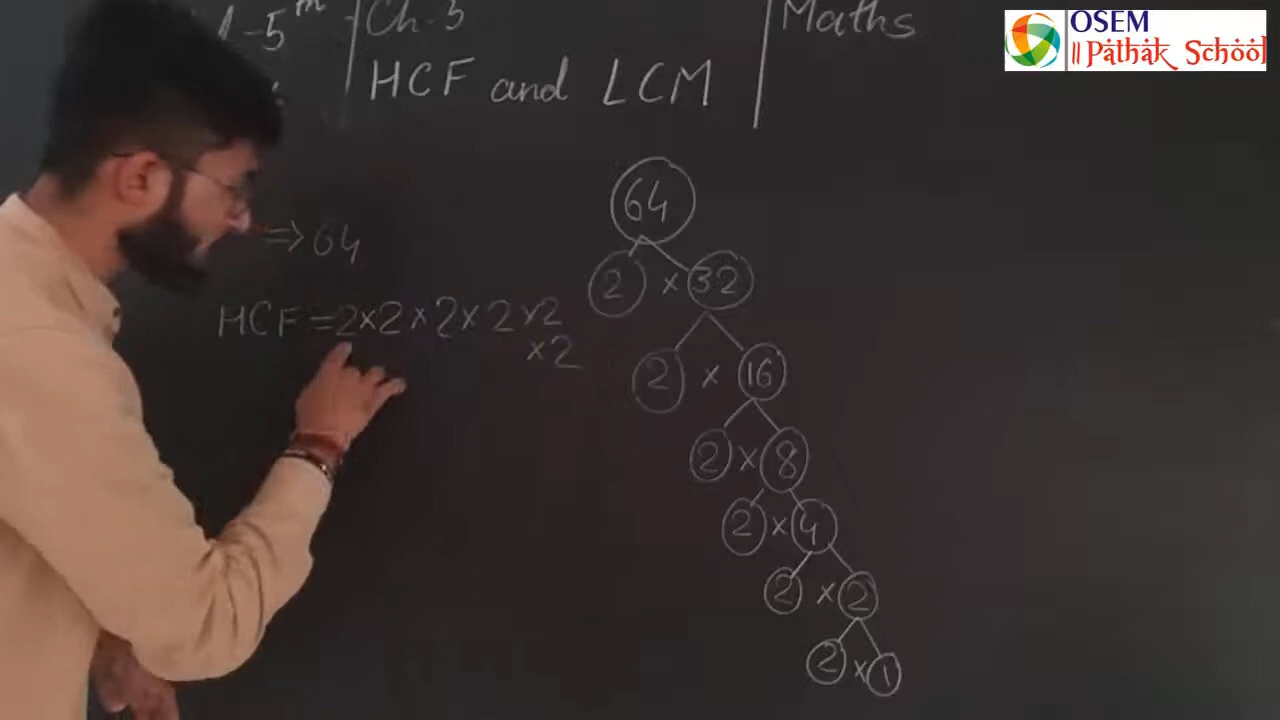 -5th
Ch-3
HCF and LCM
Maths
OSEM
॥ Pathak School
⇒ 64
HCF = 2×2×2×2×2
×2
64
2 × 32
2 × 16
2 × 8
2 × 4
2 × 2
2 × 1